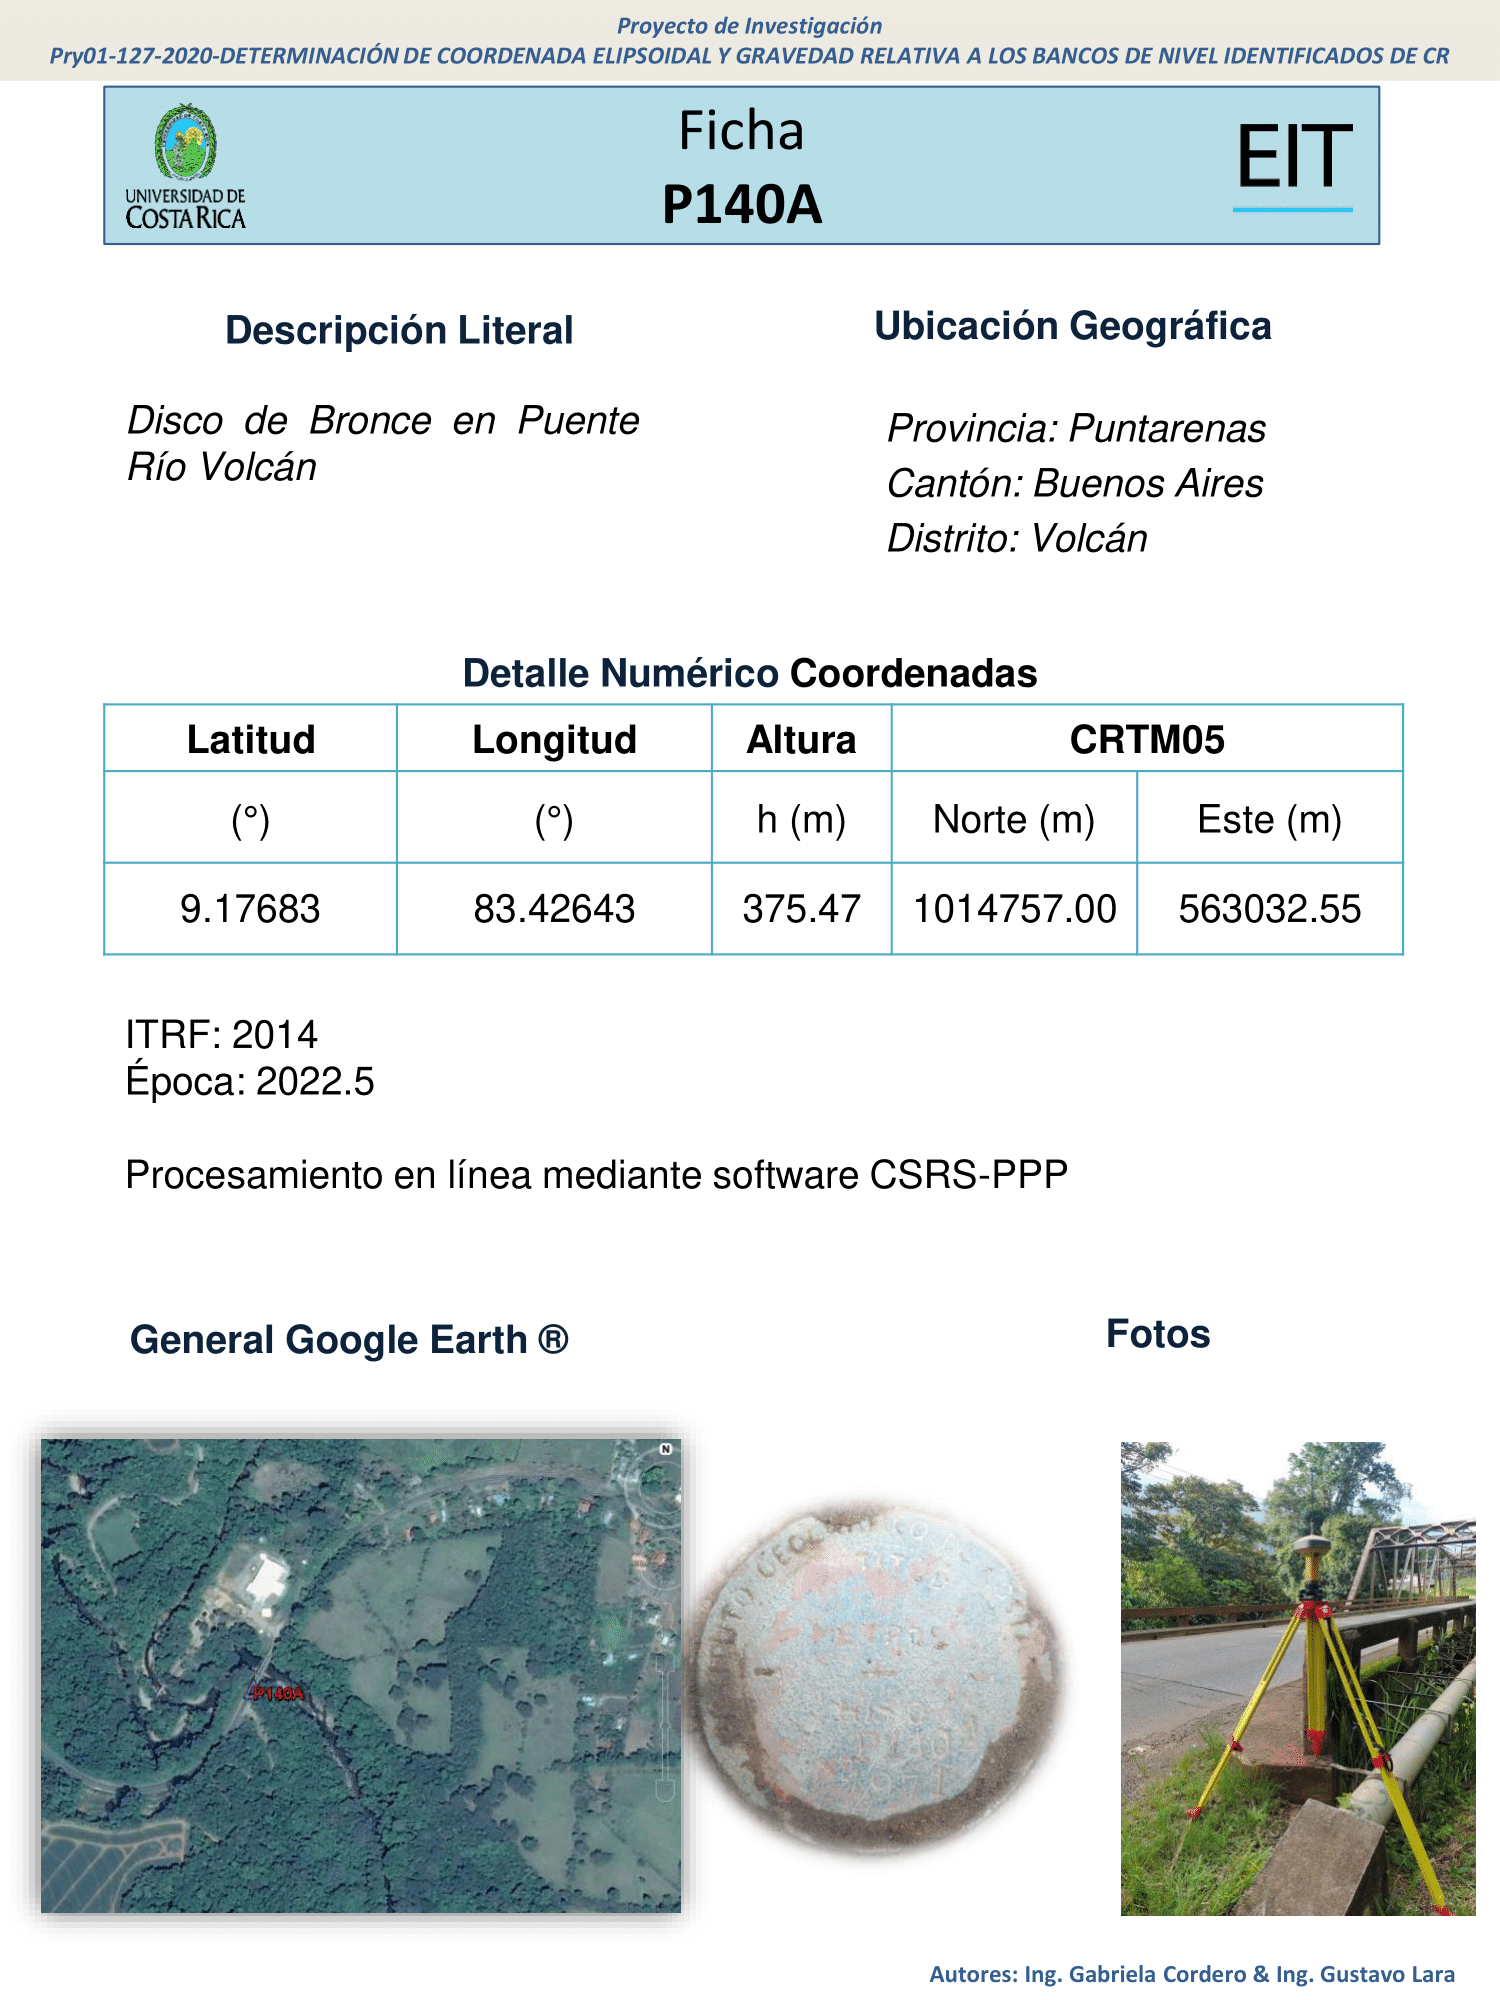 Proyecto de Investigación
Pry01-127-2020-DETERMINACIÓN DE COORDENADA ELIPSOIDAL Y GRAVEDAD RELATIVA A LOS BANCOS DE NIVEL IDENTIFICADOS DE CR
UNIVERSIDAD DE
COSTA RICA
Ficha
P140A
EIT
Descripción Literal
Disco de Bronce en Puente
Río Volcán
Ubicación Geográfica
Provincia: Puntarenas
Cantón: Buenos Aires
Distrito: Volcán
Detalle Numérico Coordenadas
Latitud Longitud Altura CRTM05
(°) (°) h (m) Norte (m) Este (m)
9.17683 83.42643 375.47 1014757.00 563032.55
ITRF: 2014
Época: 2022.5
Procesamiento en línea mediante software CSRS-PPP
General Google Earth ®
Fotos
N
P140A
Autores: Ing. Gabriela Cordero & Ing. Gustavo Lara